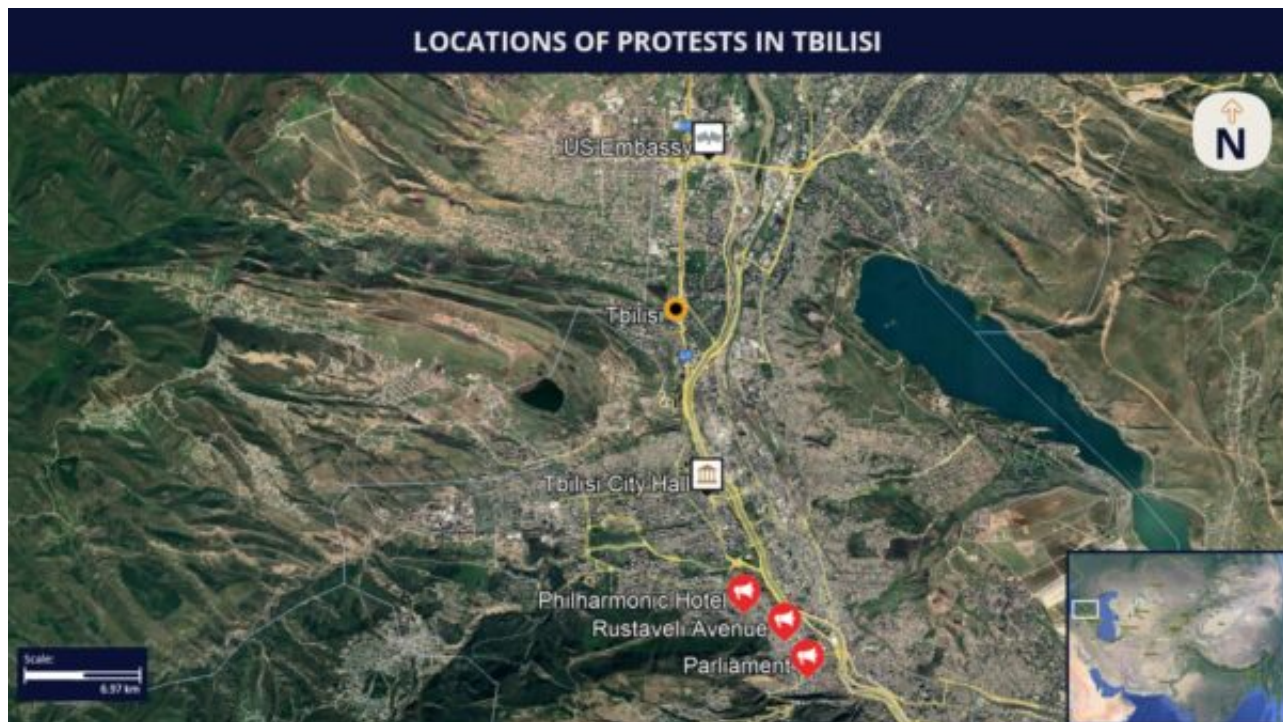 LOCATIONS OF PROTESTS IN TBILISI
N
US Embassy
Tbilisi
Tbilisi City Hall
Philharmonic Hotel
Rustaveli Avenue
Parliament
Scale:
6.97 km